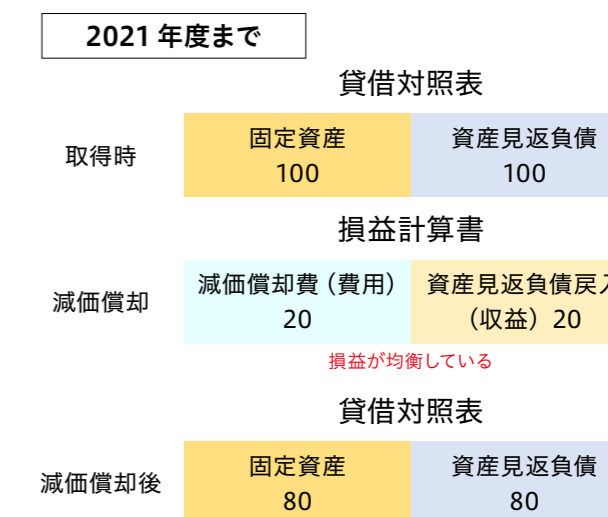 2021 年度まで
貸借対照表
取得時
固定資産
100
資産見返負債
100
損益計算書
減価償却
減価償却費（費用）
20
資産見返負債戻入
（収益）20
損益が均衡している
貸借対照表
減価償却後
固定資産
80
資産見返負債
80